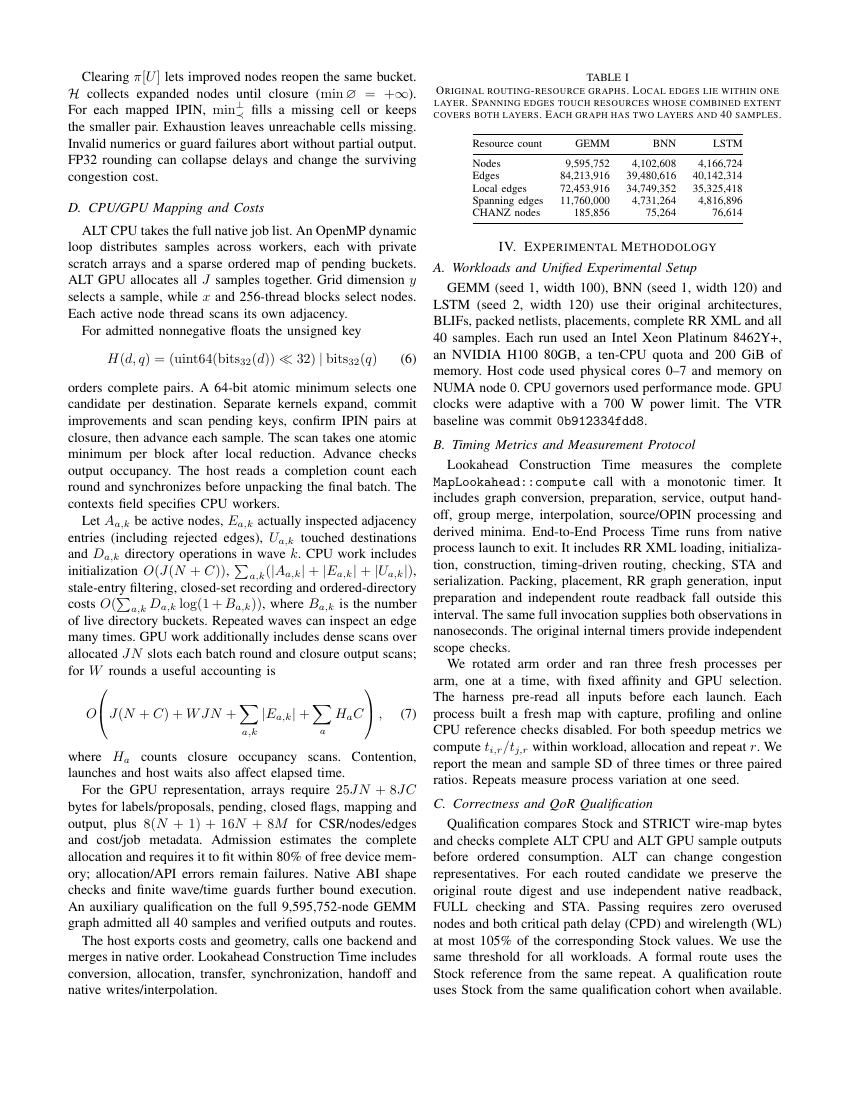 Clearing π[U] lets improved nodes reopen the same bucket.
ℋ collects expanded nodes until closure (min ∅ = +∞).
For each mapped IPIN, min⊥≺ fills a missing cell or keeps
the smaller pair. Exhaustion leaves unreachable cells missing.
Invalid numerics or guard failures abort without partial output.
FP32 rounding can collapse delays and change the surviving
congestion cost.
D. CPU/GPU Mapping and Costs
ALT CPU takes the full native job list. An OpenMP dynamic
loop distributes samples across workers, each with private
scratch arrays and a sparse ordered map of pending buckets.
ALT GPU allocates all J samples together. Grid dimension y
selects a sample, while x and 256-thread blocks select nodes.
Each active node thread scans its own adjacency.
For admitted nonnegative floats the unsigned key
H(d, q) = (uint64(bits₃₂(d)) ≪ 32) | bits₃₂(q) (6)
orders complete pairs. A 64-bit atomic minimum selects one
candidate per destination. Separate kernels expand, commit
improvements and scan pending keys, confirm IPIN pairs at
closure, then advance each sample. The scan takes one atomic
minimum per block after local reduction. Advance checks
output occupancy. The host reads a completion count each
round and synchronizes before unpacking the final batch. The
contexts field specifies CPU workers.
Let A_{a,k} be active nodes, E_{a,k} actually inspected adjacency
entries (including rejected edges), U_{a,k} touched destinations
and D_{a,k} directory operations in wave k. CPU work includes
initialization O(J(N + C)), ∑_{a,k}(|A_{a,k}| + |E_{a,k}| + |U_{a,k}|),
stale-entry filtering, closed-set recording and ordered-directory
costs O(∑_{a,k} D_{a,k} log(1 + B_{a,k})), where B_{a,k} is the number
of live directory buckets. Repeated waves can inspect an edge
many times. GPU work additionally includes dense scans over
allocated JN slots each batch round and closure output scans;
for W rounds a useful accounting is
O(J(N + C) + WJN + ∑_{a,k} |E_{a,k}| + ∑_a H_aC), (7)
where H_a counts closure occupancy scans. Contention,
launches and host waits also affect elapsed time.
For the GPU representation, arrays require 25JN + 8JC
bytes for labels/proposals, pending, closed flags, mapping and
output, plus 8(N + 1) + 16N + 8M for CSR/nodes/edges
and cost/job metadata. Admission estimates the complete
allocation and requires it to fit within 80% of free device mem-
ory; allocation/API errors remain failures. Native ABI shape
checks and finite wave/time guards further bound execution.
An auxiliary qualification on the full 9,595,752-node GEMM
graph admitted all 40 samples and verified outputs and routes.
The host exports costs and geometry, calls one backend and
merges in native order. Lookahead Construction Time includes
conversion, allocation, transfer, synchronization, handoff and
native writes/interpolation.
TABLE I
ORIGINAL ROUTING-RESOURCE GRAPHS. LOCAL EDGES LIE WITHIN ONE
LAYER. SPANNING EDGES TOUCH RESOURCES WHOSE COMBINED EXTENT
COVERS BOTH LAYERS. EACH GRAPH HAS TWO LAYERS AND 40 SAMPLES.
Resource count GEMM BNN LSTM
Nodes 9,595,752 4,102,608 4,166,724
Edges 84,213,916 39,480,616 40,142,314
Local edges 72,453,916 34,749,352 35,325,418
Spanning edges 11,760,000 4,731,264 4,816,896
CHANZ nodes 185,856 75,264 76,614
IV. EXPERIMENTAL METHODOLOGY
A. Workloads and Unified Experimental Setup
GEMM (seed 1, width 100), BNN (seed 1, width 120) and
LSTM (seed 2, width 120) use their original architectures,
BLIFs, packed netlists, placements, complete RR XML and all
40 samples. Each run used an Intel Xeon Platinum 8462Y+,
an NVIDIA H100 80GB, a ten-CPU quota and 200 GiB of
memory. Host code used physical cores 0–7 and memory on
NUMA node 0. CPU governors used performance mode. GPU
clocks were adaptive with a 700 W power limit. The VTR
baseline was commit 0b912334fdd8.
B. Timing Metrics and Measurement Protocol
Lookahead Construction Time measures the complete
MapLookahead::compute call with a monotonic timer. It
includes graph conversion, preparation, service, output hand-
off, group merge, interpolation, source/OPIN processing and
derived minima. End-to-End Process Time runs from native
process launch to exit. It includes RR XML loading, initializa-
tion, construction, timing-driven routing, checking, STA and
serialization. Packing, placement, RR graph generation, input
preparation and independent route readback fall outside this
interval. The same full invocation supplies both observations in
nanoseconds. The original internal timers provide independent
scope checks.
We rotated arm order and ran three fresh processes per
arm, one at a time, with fixed affinity and GPU selection.
The harness pre-read all inputs before each launch. Each
process built a fresh map with capture, profiling and online
CPU reference checks disabled. For both speedup metrics we
compute t_{i,r}/t_{j,r} within workload, allocation and repeat r. We
report the mean and sample SD of three times or three paired
ratios. Repeats measure process variation at one seed.
C. Correctness and QoR Qualification
Qualification compares Stock and STRICT wire-map bytes
and checks complete ALT CPU and ALT GPU sample outputs
before ordered consumption. ALT can change congestion
representatives. For each routed candidate we preserve the
original route digest and use independent native readback,
FULL checking and STA. Passing requires zero overused
nodes and both critical path delay (CPD) and wirelength (WL)
at most 105% of the corresponding Stock values. We use the
same threshold for all workloads. A formal route uses the
Stock reference from the same repeat. A qualification route
uses Stock from the same qualification cohort when available.